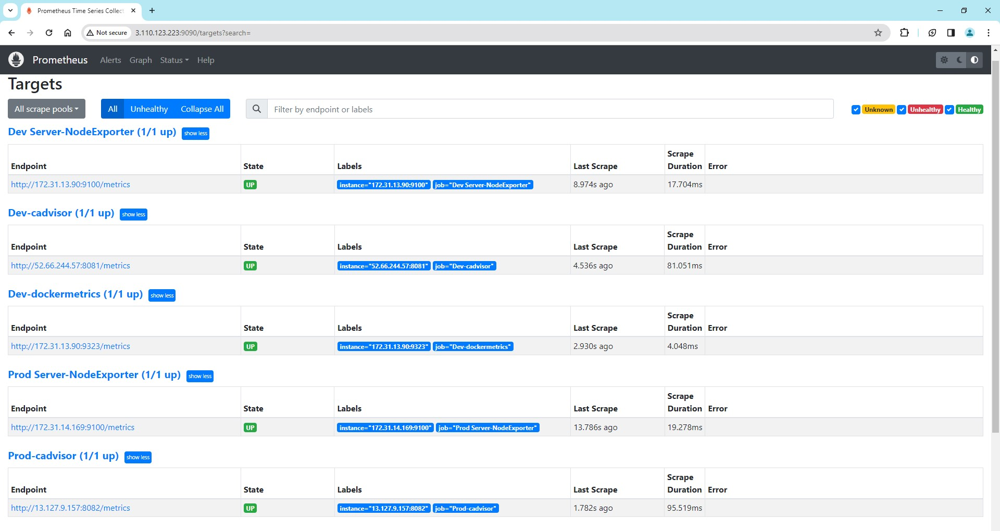 Prometheus Time Series Collect
Not secure 3.110.123.223:9090/targets?search=
Prometheus Alerts Graph Status Help
Targets
All scrape pools All Unhealthy Collapse All Filter by endpoint or labels Unknown Unhealthy Healthy
Dev Server-NodeExporter (1/1 up) show less
Endpoint State Labels Last Scrape Scrape Duration Error
http://172.31.13.90:9100/metrics UP instance="172.31.13.90:9100" job="Dev Server-NodeExporter" 8.974s ago 17.704ms
Dev-cadvisor (1/1 up) show less
Endpoint State Labels Last Scrape Scrape Duration Error
http://52.66.244.57:8081/metrics UP instance="52.66.244.57:8081" job="Dev-cadvisor" 4.536s ago 81.051ms
Dev-dockermetrics (1/1 up) show less
Endpoint State Labels Last Scrape Scrape Duration Error
http://172.31.13.90:9323/metrics UP instance="172.31.13.90:9323" job="Dev-dockermetrics" 2.930s ago 4.048ms
Prod Server-NodeExporter (1/1 up) show less
Endpoint State Labels Last Scrape Scrape Duration Error
http://172.31.14.169:9100/metrics UP instance="172.31.14.169:9100" job="Prod Server-NodeExporter" 13.786s ago 19.278ms
Prod-cadvisor (1/1 up) show less
Endpoint State Labels Last Scrape Scrape Duration Error
http://13.127.9.157:8082/metrics UP instance="13.127.9.157:8082" job="Prod-cadvisor" 1.782s ago 95.519ms